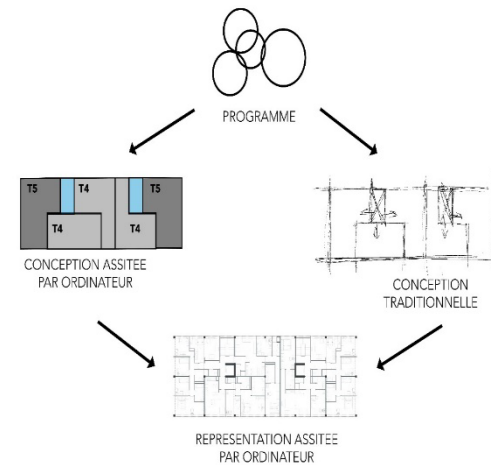 PROGRAMME
T5 T4 T5
T4 T4
CONCEPTION ASSITEE
PAR ORDINATEUR
CONCEPTION
TRADITIONNELLE
REPRESENTATION ASSITEE
PAR ORDINATEUR